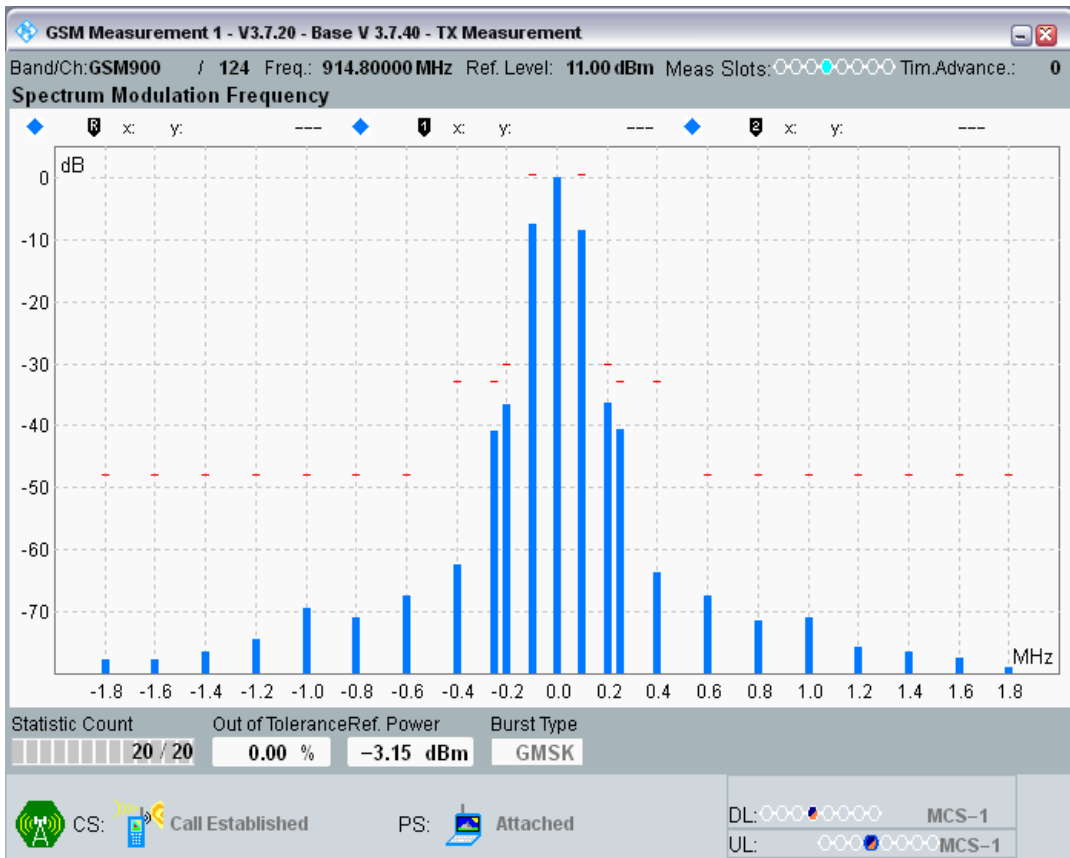 GSM Measurement 1 - V3.7.20 - Base V 3.7.40 - TX Measurement
Band/Ch:GSM900 / 124 Freq.: 914.80000 MHz Ref. Level: 11.00 dBm Meas Slots: Tim.Advance.: 0
Spectrum Modulation Frequency
R x: y: --- 1 x: y: --- 2 x: y: ---
dB
0
-10
-20
-30
-40
-50
-60
-70
MHz
-1.8 -1.6 -1.4 -1.2 -1.0 -0.8 -0.6 -0.4 -0.2 0.0 0.2 0.4 0.6 0.8 1.0 1.2 1.4 1.6 1.8
Statistic Count Out of Tolerance Ref. Power Burst Type
20 / 20 0.00 % −3.15 dBm GMSK
CS: Call Established PS: Attached
DL: MCS−1
UL: MCS−1